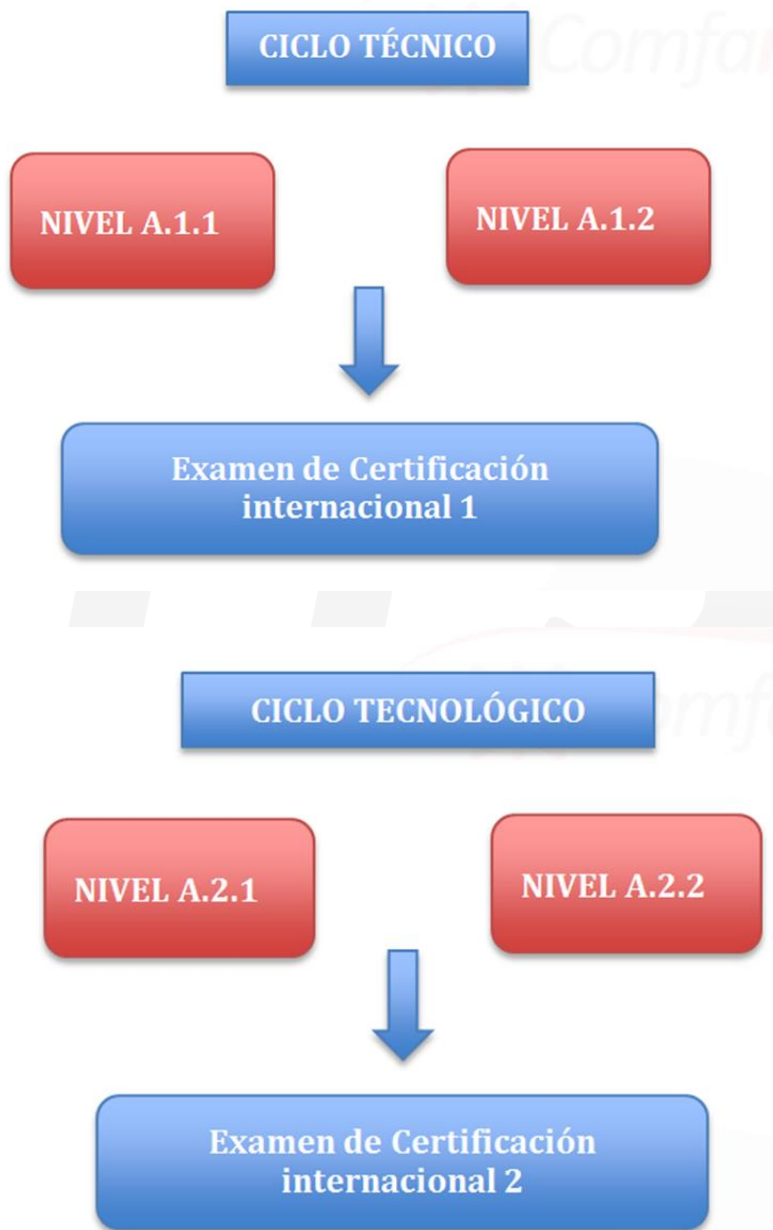 CICLO TÉCNICO
NIVEL A.1.1
NIVEL A.1.2
Examen de Certificación
internacional 1
CICLO TECNOLÓGICO
NIVEL A.2.1
NIVEL A.2.2
Examen de Certificación
internacional 2